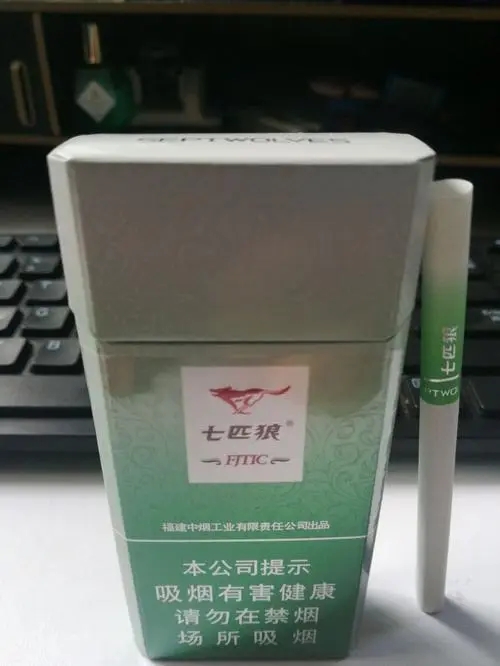 SEPTWOLVES
七匹狼®
FJTIC
福建中烟工业有限责任公司出品
本公司提示
吸烟有害健康
请勿在禁烟
场所吸烟
七匹狼
PTWO